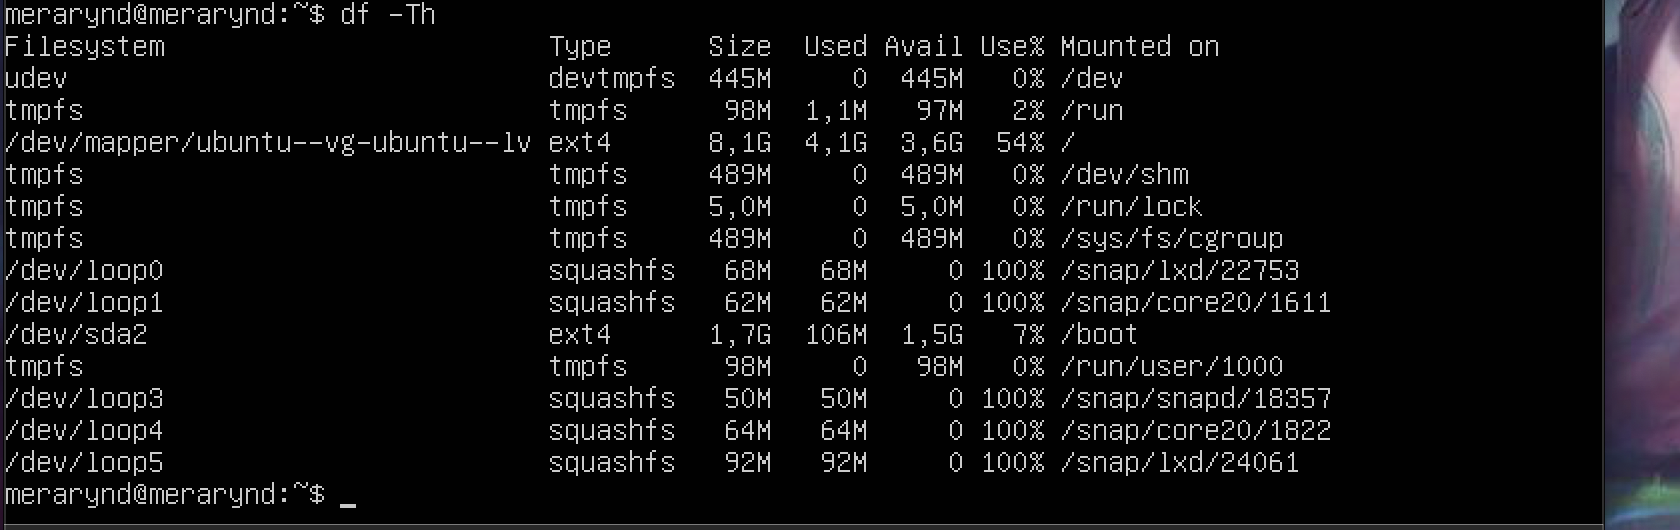 merarynd@merarynd:~$ df -Th
Filesystem                        Type      Size  Used Avail Use% Mounted on
udev                              devtmpfs  445M     0  445M   0% /dev
tmpfs                             tmpfs      98M  1,1M   97M   2% /run
/dev/mapper/ubuntu--vg-ubuntu--lv ext4      8,1G  4,1G  3,6G  54% /
tmpfs                             tmpfs     489M     0  489M   0% /dev/shm
tmpfs                             tmpfs     5,0M     0  5,0M   0% /run/lock
tmpfs                             tmpfs     489M     0  489M   0% /sys/fs/cgroup
/dev/loop0                        squashfs   68M   68M     0 100% /snap/lxd/22753
/dev/loop1                        squashfs   62M   62M     0 100% /snap/core20/1611
/dev/sda2                         ext4      1,7G  106M  1,5G   7% /boot
tmpfs                             tmpfs      98M     0   98M   0% /run/user/1000
/dev/loop3                        squashfs   50M   50M     0 100% /snap/snapd/18357
/dev/loop4                        squashfs   64M   64M     0 100% /snap/core20/1822
/dev/loop5                        squashfs   92M   92M     0 100% /snap/lxd/24061
merarynd@merarynd:~$ _